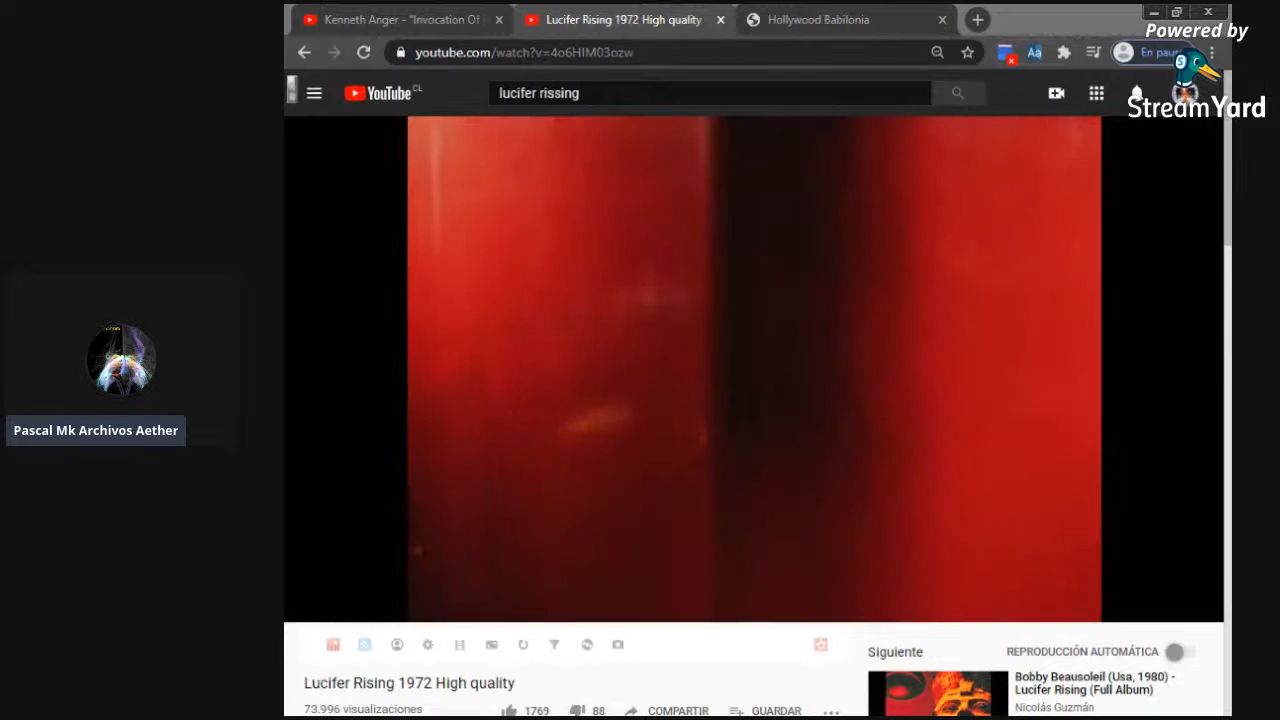 Kenneth Anger - "Invocation Of
Lucifer Rising 1972 High quality
Hollywood Babilonia
Powered by
StreamYard
youtube.com/watch?v=4o6HIM03ozw
Aa
En pau
YouTube CL
lucifer rissing
Pascal Mk Archivos Aether
Siguiente
REPRODUCCIÓN AUTOMÁTICA
Lucifer Rising 1972 High quality
73.996 visualizaciones
1769
88
COMPARTIR
GUARDAR
Bobby Beausoleil (Usa, 1980) -
Lucifer Rising (Full Album)
Nicolás Guzmán